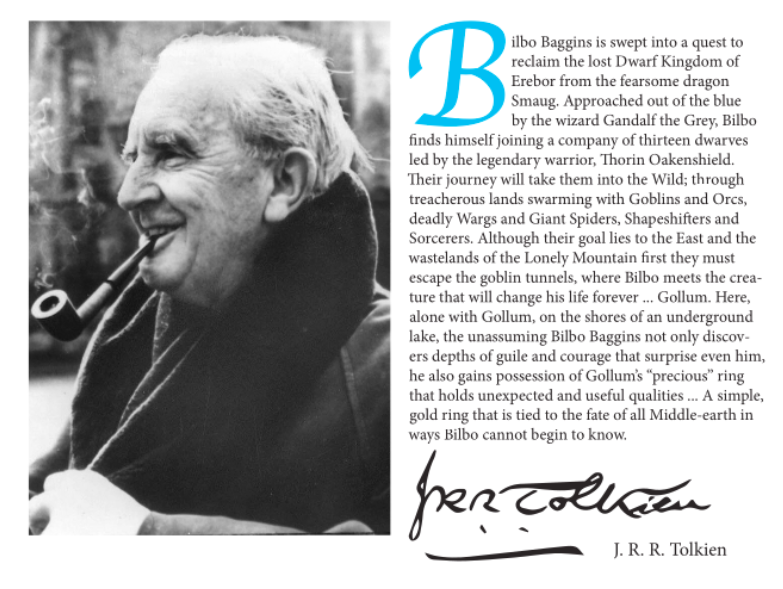 Bilbo Baggins is swept into a quest to
reclaim the lost Dwarf Kingdom of
Erebor from the fearsome dragon
Smaug. Approached out of the blue
by the wizard Gandalf the Grey, Bilbo
finds himself joining a company of thirteen dwarves
led by the legendary warrior, Thorin Oakenshield.
Their journey will take them into the Wild; through
treacherous lands swarming with Goblins and Orcs,
deadly Wargs and Giant Spiders, Shapeshifters and
Sorcerers. Although their goal lies to the East and the
wastelands of the Lonely Mountain first they must
escape the goblin tunnels, where Bilbo meets the crea-
ture that will change his life forever ... Gollum. Here,
alone with Gollum, on the shores of an underground
lake, the unassuming Bilbo Baggins not only discov-
ers depths of guile and courage that surprise even him,
he also gains possession of Gollum’s “precious” ring
that holds unexpected and useful qualities ... A simple,
gold ring that is tied to the fate of all Middle-earth in
ways Bilbo cannot begin to know.
JRR Tolkien
J. R. R. Tolkien